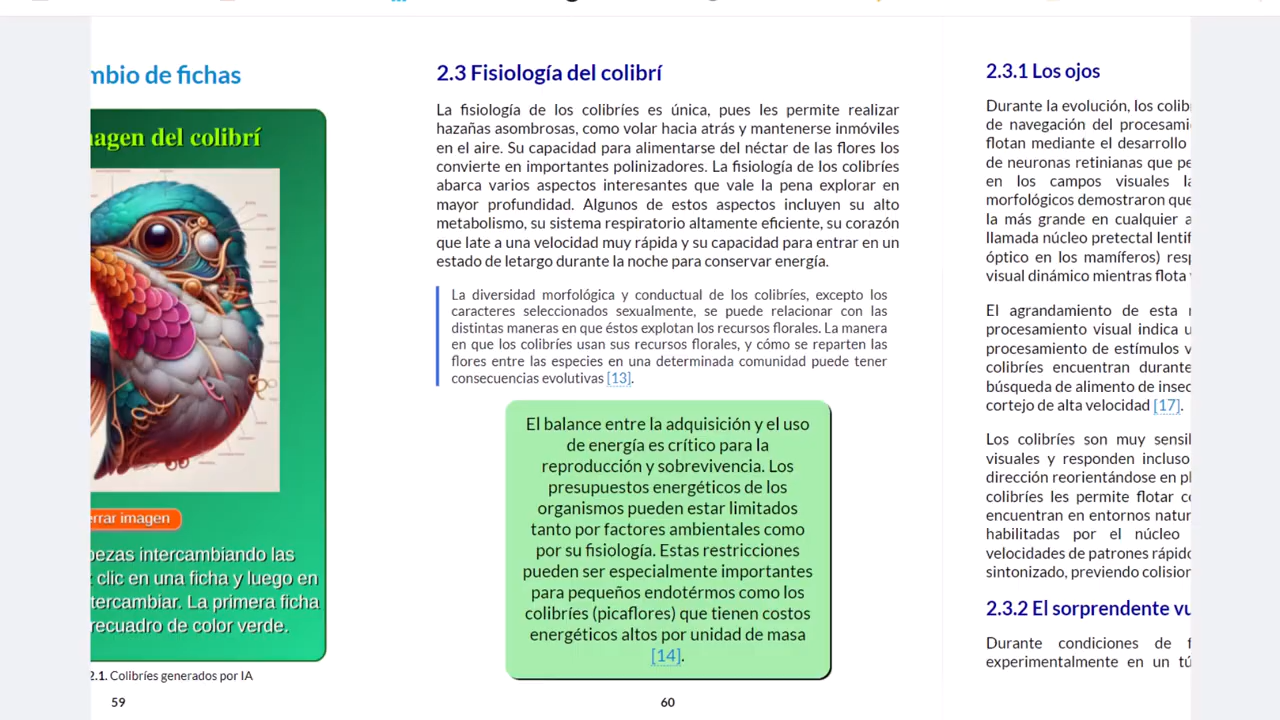 mbio de fichas
agen del colibrí
errar imagen
ezas intercambiando las
clic en una ficha y luego en
tercambiar. La primera ficha
recuadro de color verde.
2.1. Colibríes generados por IA
59
2.3 Fisiología del colibrí
La fisiología de los colibríes es única, pues les permite realizar
hazañas asombrosas, como volar hacia atrás y mantenerse inmóviles
en el aire. Su capacidad para alimentarse del néctar de las flores los
convierte en importantes polinizadores. La fisiología de los colibríes
abarca varios aspectos interesantes que vale la pena explorar en
mayor profundidad. Algunos de estos aspectos incluyen su alto
metabolismo, su sistema respiratorio altamente eficiente, su corazón
que late a una velocidad muy rápida y su capacidad para entrar en un
estado de letargo durante la noche para conservar energía.
La diversidad morfológica y conductual de los colibríes, excepto los
caracteres seleccionados sexualmente, se puede relacionar con las
distintas maneras en que éstos explotan los recursos florales. La manera
en que los colibríes usan sus recursos florales, y cómo se reparten las
flores entre las especies en una determinada comunidad puede tener
consecuencias evolutivas [13].
El balance entre la adquisición y el uso
de energía es crítico para la
reproducción y sobrevivencia. Los
presupuestos energéticos de los
organismos pueden estar limitados
tanto por factores ambientales como
por su fisiología. Estas restricciones
pueden ser especialmente importantes
para pequeños endotérmos como los
colibríes (picaflores) que tienen costos
energéticos altos por unidad de masa
[14].
60
2.3.1 Los ojos
Durante la evolución, los colib
de navegación del procesami
flotan mediante el desarrollo
de neuronas retinianas que pe
en los campos visuales la
morfológicos demostraron que
la más grande en cualquier a
llamada núcleo pretectal lentif
óptico en los mamíferos) resp
visual dinámico mientras flota
El agrandamiento de esta
procesamiento visual indica u
procesamiento de estímulos v
colibríes encuentran durante
búsqueda de alimento de insec
cortejo de alta velocidad [17].
Los colibríes son muy sensil
visuales y responden incluso
dirección reorientándose en pl
colibríes les permite flotar c
encuentran en entornos natur
habilitadas por el núcleo
velocidades de patrones rápido
sintonizado, previendo colision
2.3.2 El sorprendente vu
Durante condiciones de f
experimentalmente en un tú